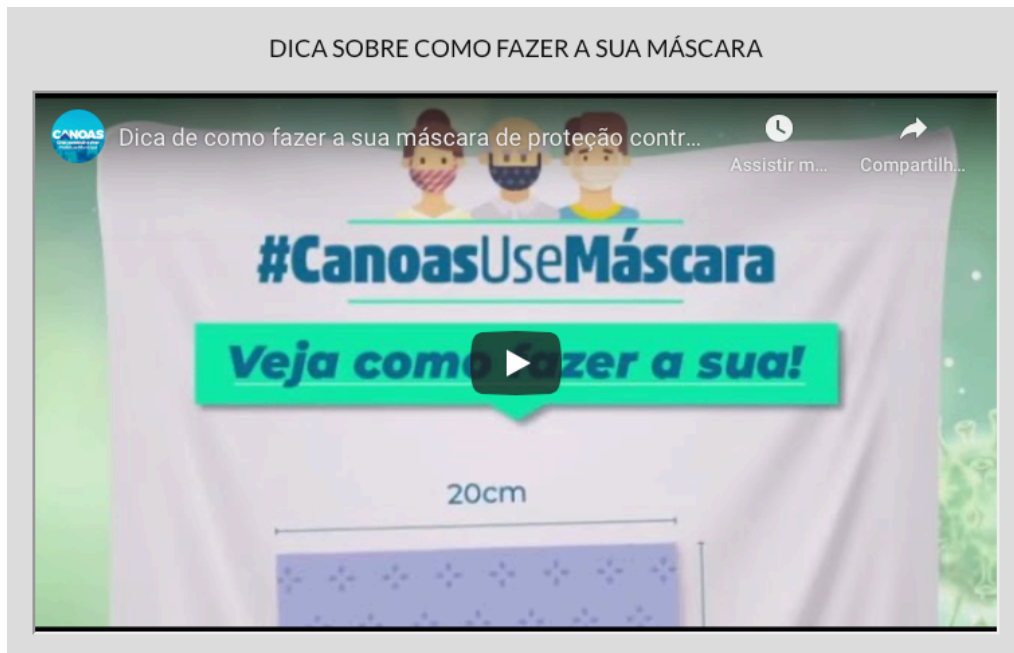 DICA SOBRE COMO FAZER A SUA MÁSCARA
CANOAS
Dica de como fazer a sua máscara de proteção contr...
Assistir m...
Compartilh...
#CanoasUseMáscara
Veja como fazer a sua!
20cm